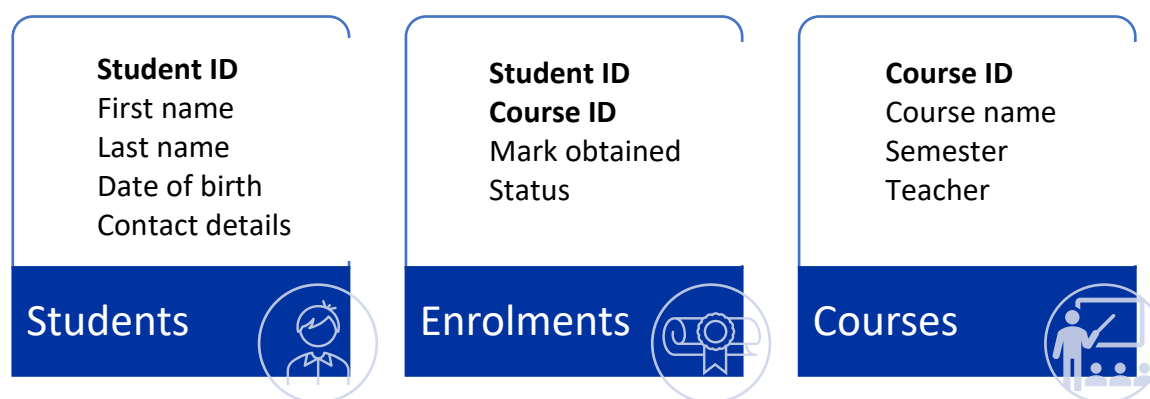 Student ID
First name
Last name
Date of birth
Contact details
Students
Student ID
Course ID
Mark obtained
Status
Enrolments
Course ID
Course name
Semester
Teacher
Courses